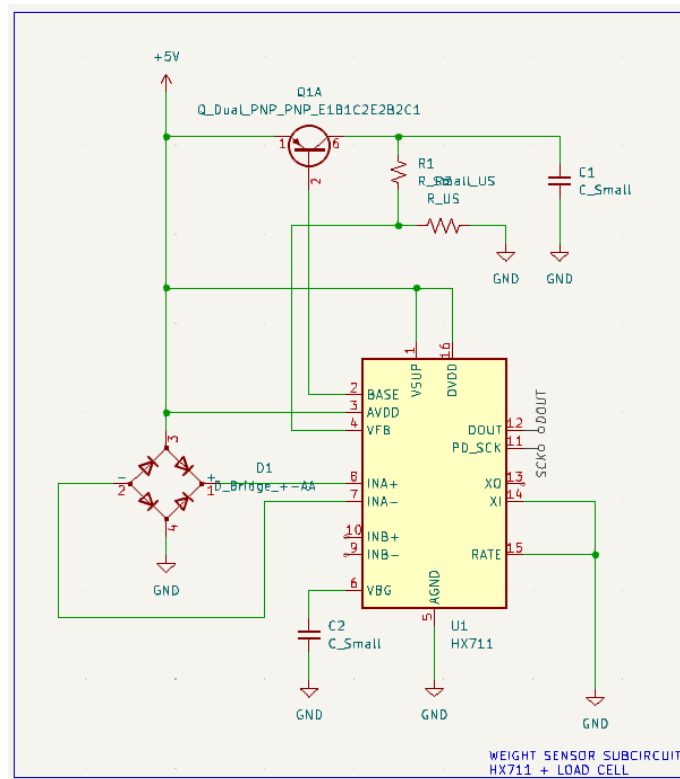 +5V
Q1A
Q_Dual_PNP_PNP_E1B1C2E2B2C1
1
6
2
R1
R_Small_US
R_US
C1
C_Small
GND
GND
1
VSUP
16
DVDD
2 BASE
3 AVDD
4 VFB
DOUT 12
DOUT
PD_SCK 11
SCK
3
D1
D_Bridge_+-AA
-
2
+
1
4
GND
8 INA+
7 INA-
XO 13
XI 14
10 INB+
9 INB-
RATE 15
6 VBG
AGND
5
U1
HX711
C2
C_Small
GND
GND
GND
WEIGHT SENSOR SUBCIRCUIT
HX711 + LOAD CELL